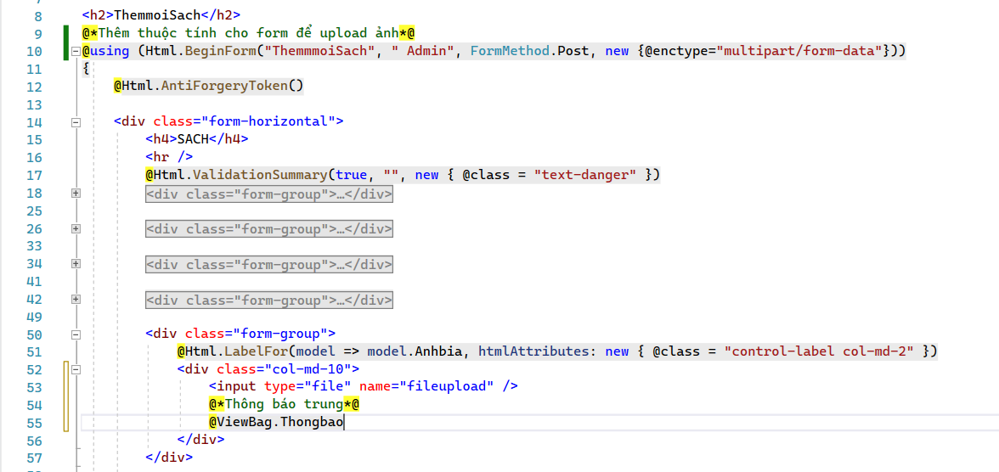 8 <h2>ThemmoiSach</h2>
9 @*Thêm thuộc tính cho form để upload ảnh*@
10 @using (Html.BeginForm("ThemmmoiSach", " Admin", FormMethod.Post, new {@enctype="multipart/form-data"}))
11 {
12 @Html.AntiForgeryToken()
13
14 <div class="form-horizontal">
15 <h4>SACH</h4>
16 <hr />
17 @Html.ValidationSummary(true, "", new { @class = "text-danger" })
18 <div class="form-group">…</div>
25
26 <div class="form-group">…</div>
33
34 <div class="form-group">…</div>
41
42 <div class="form-group">…</div>
49
50 <div class="form-group">
51 @Html.LabelFor(model => model.Anhbia, htmlAttributes: new { @class = "control-label col-md-2" })
52 <div class="col-md-10">
53 <input type="file" name="fileupload" />
54 @*Thông báo trung*@
55 @ViewBag.Thongbao
56 </div>
57 </div>